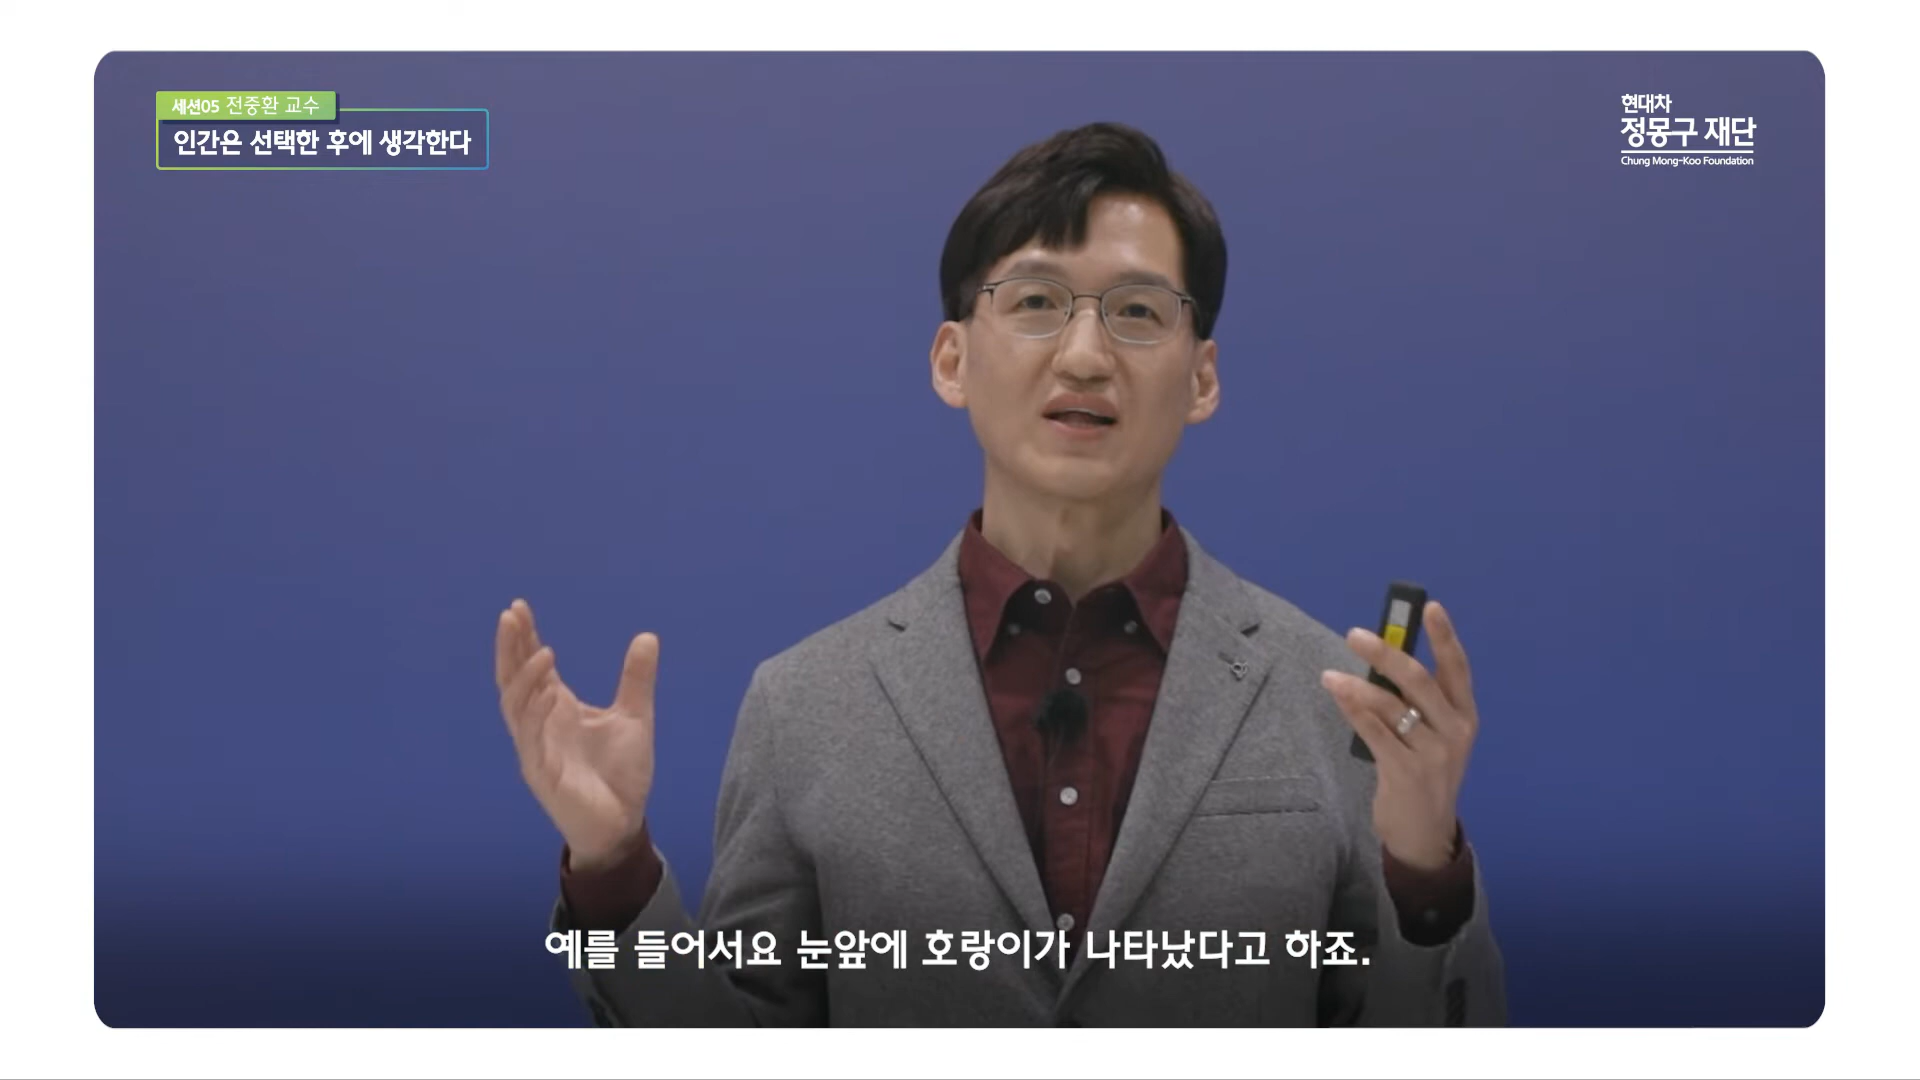 세션05 전중환 교수
인간은 선택한 후에 생각한다
현대차
정몽구 재단
Chung Mong-Koo Foundation
예를 들어서요 눈앞에 호랑이가 나타났다고 하죠.